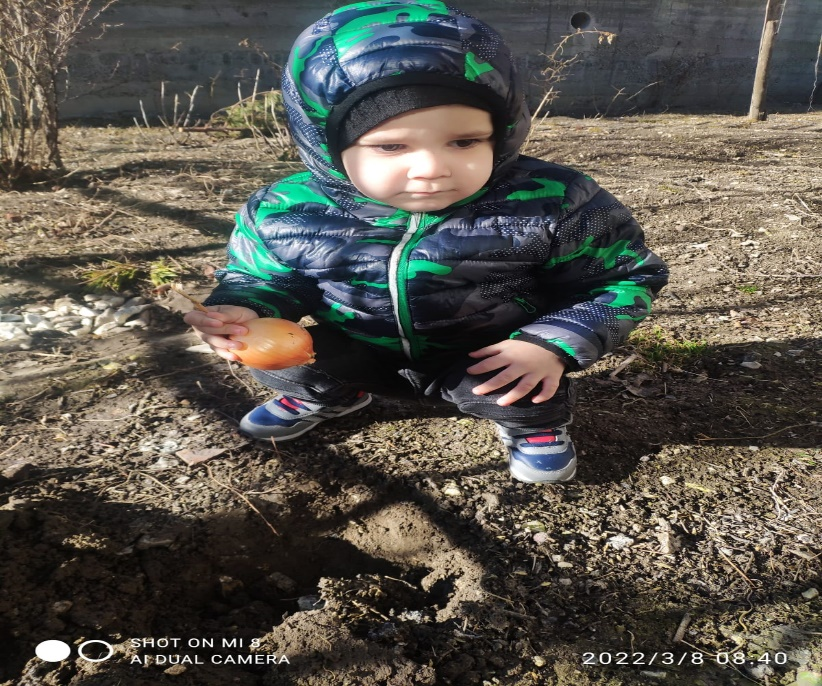 SHOT ON MI 8
AI DUAL CAMERA
2022/3/8 08:40